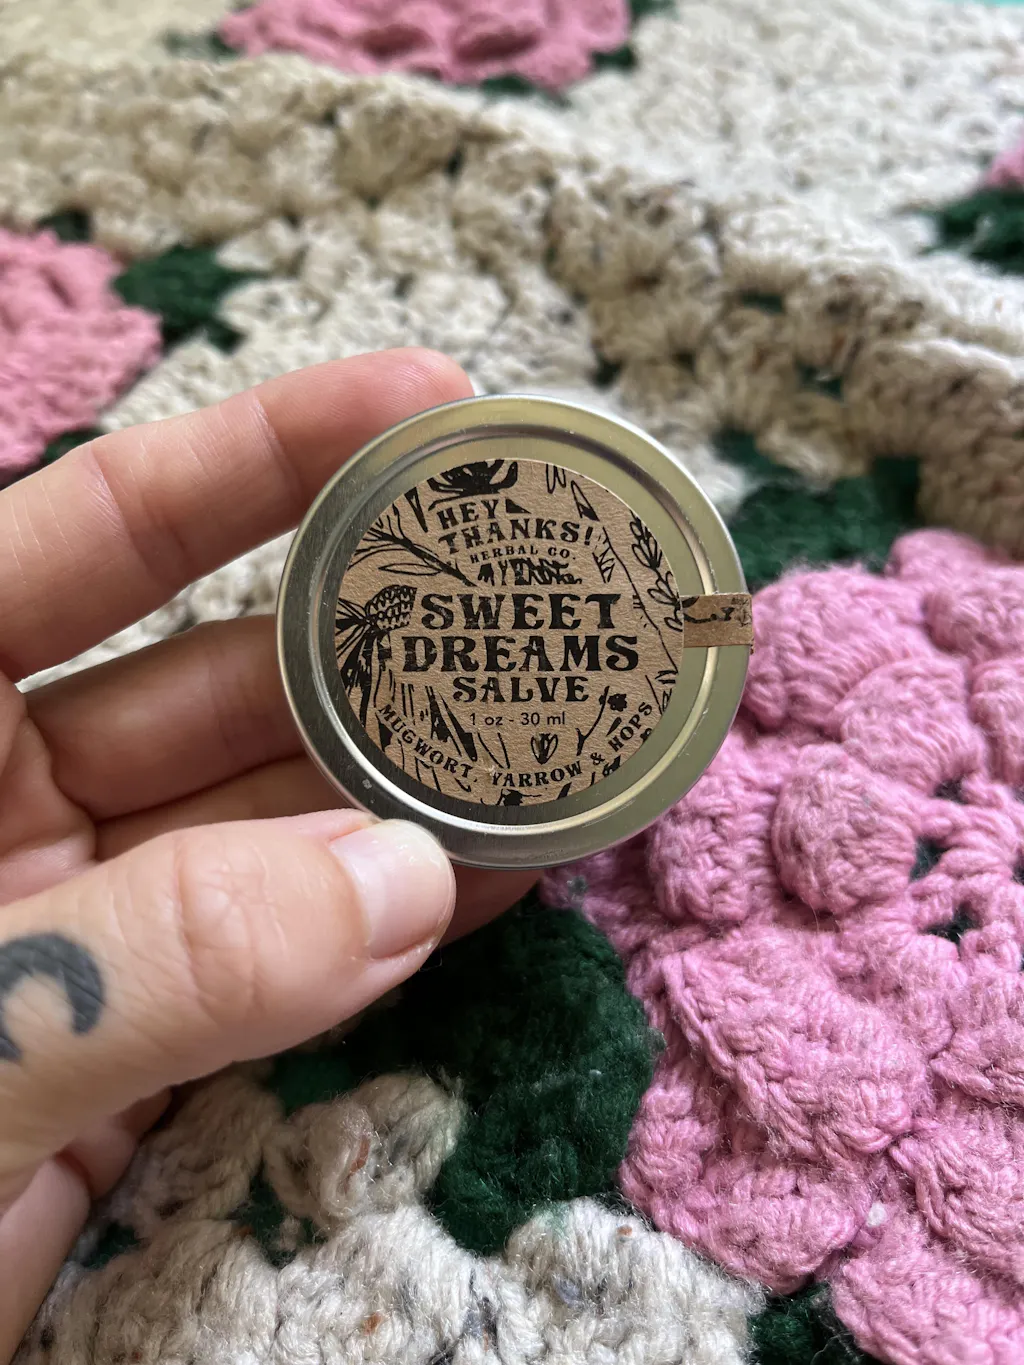 HEY
THANKS!
HERBAL CO.
SWEET
DREAMS
SALVE
1 oz - 30 ml
MUGWORT, YARROW & HOPS